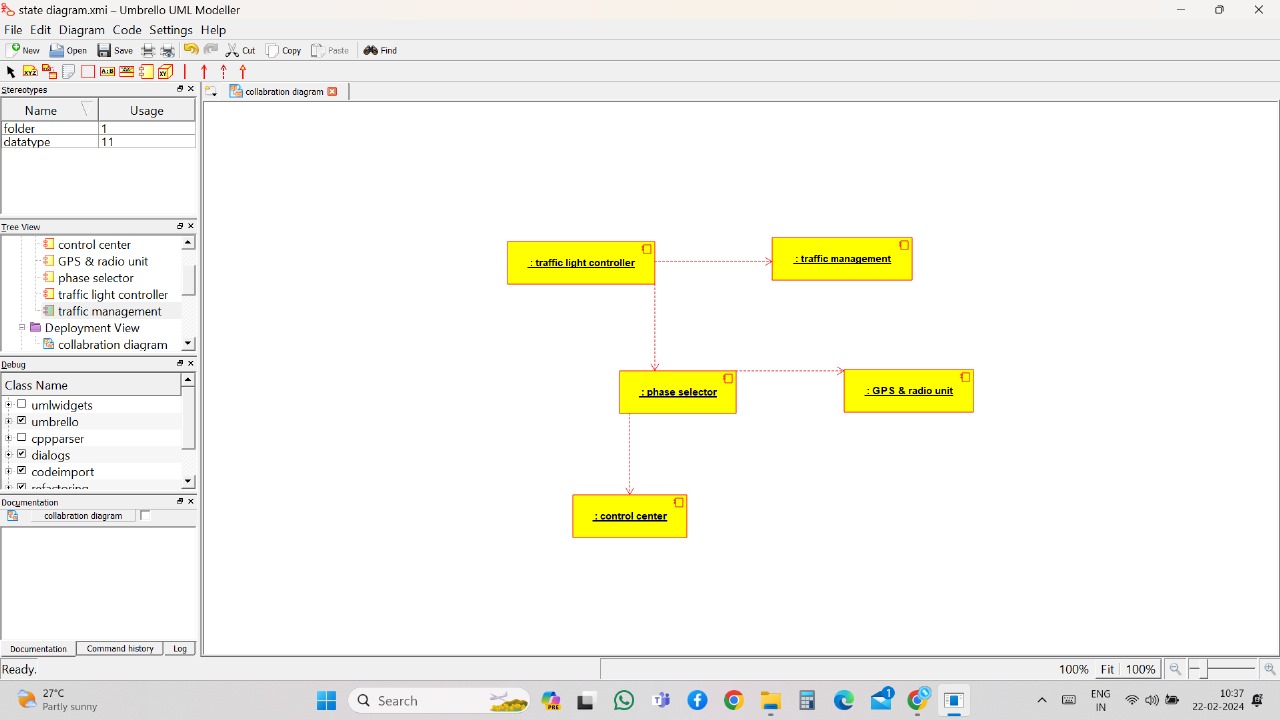 state diagram.xmi – Umbrello UML Modeller
File Edit Diagram Code Settings Help
New Open Save Cut Copy Paste Find
XYZ A:B XY
Stereotypes
collabration diagram
Name Usage
folder 1
datatype 11
Tree View
control center
GPS & radio unit
phase selector
traffic light controller
traffic management
Deployment View
collabration diagram
Debug
Class Name
umlwidgets
umbrello
cppparser
dialogs
codeimport
refactoring
Documentation
collabration diagram
Documentation Command history Log
: traffic light controller
: traffic management
: phase selector
: GPS & radio unit
: control center
Ready.
100% Fit 100%
27°C
Partly sunny
Search
PRE
1
ENG
IN
10:37
22-02-2024